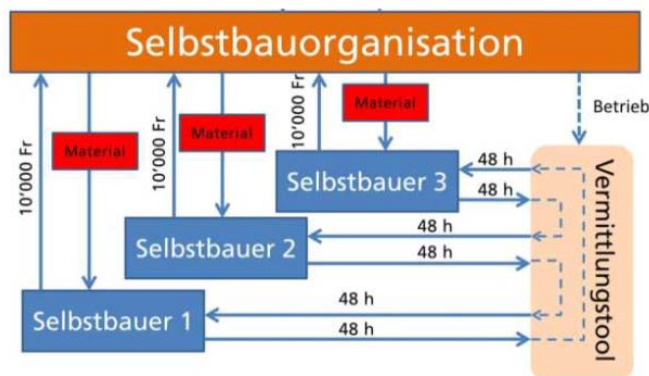 Selbstbauorganisation
10'000 Fr
Material
10'000 Fr
Material
10'000 Fr
Material
Betrieb
Selbstbauer 3
48 h
48 h
Selbstbauer 2
48 h
48 h
Selbstbauer 1
48 h
48 h
Vermittlungstool